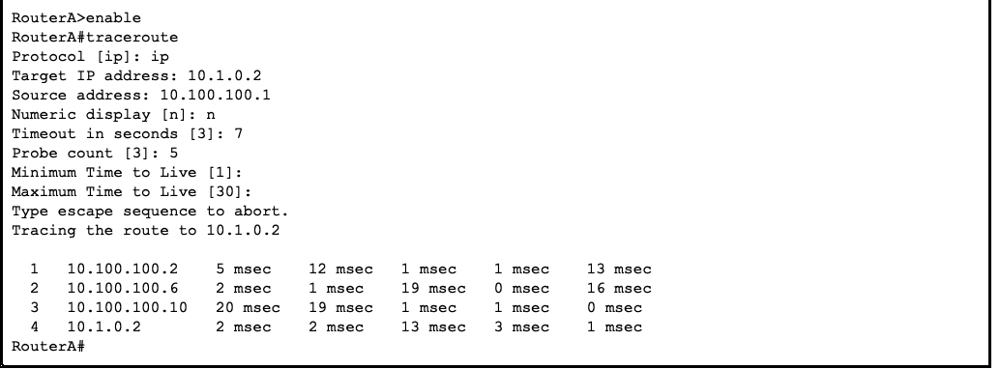 RouterA>enable
RouterA#traceroute
Protocol [ip]: ip
Target IP address: 10.1.0.2
Source address: 10.100.100.1
Numeric display [n]: n
Timeout in seconds [3]: 7
Probe count [3]: 5
Minimum Time to Live [1]:
Maximum Time to Live [30]:
Type escape sequence to abort.
Tracing the route to 10.1.0.2
1 10.100.100.2 5 msec 12 msec 1 msec 1 msec 13 msec
2 10.100.100.6 2 msec 1 msec 19 msec 0 msec 16 msec
3 10.100.100.10 20 msec 19 msec 1 msec 1 msec 0 msec
4 10.1.0.2 2 msec 2 msec 13 msec 3 msec 1 msec
RouterA#